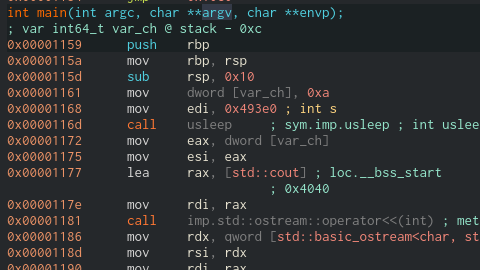 int main(int argc, char **argv, char **envp);
; var int64_t var_ch @ stack - 0xc
0x00001159 push rbp
0x0000115a mov rbp, rsp
0x0000115d sub rsp, 0x10
0x00001161 mov dword [var_ch], 0xa
0x00001168 mov edi, 0x493e0 ; int s
0x0000116d call usleep ; sym.imp.usleep ; int uslee
0x00001172 mov eax, dword [var_ch]
0x00001175 mov esi, eax
0x00001177 lea rax, [std::cout] ; loc.__bss_start
; 0x4040
0x0000117e mov rdi, rax
0x00001181 call imp.std::ostream::operator<<(int) ; met
0x00001186 mov rdx, qword [std::basic_ostream<char, st
0x0000118d mov rsi, rdx
0x00001190 mov rdi, rax